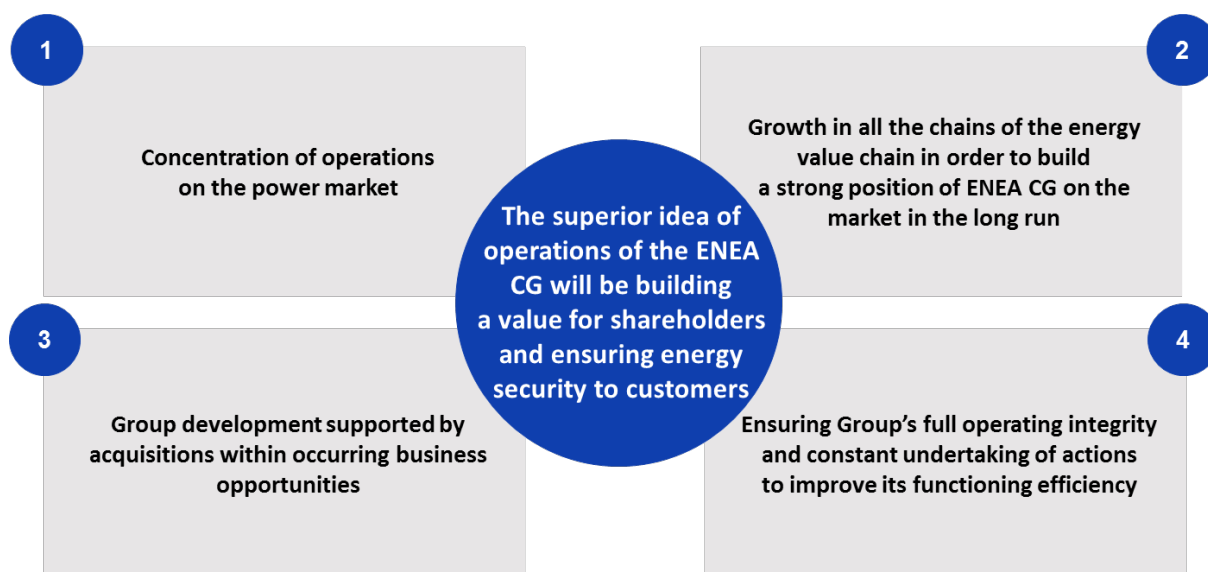 1
Concentration of operations
on the power market
2
Growth in all the chains of the energy
value chain in order to build
a strong position of ENEA CG on the
market in the long run
The superior idea of
operations of the ENEA
CG will be building
a value for shareholders
and ensuring energy
security to customers
3
Group development supported by
acquisitions within occurring business
opportunities
4
Ensuring Group's full operating integrity
and constant undertaking of actions
to improve its functioning efficiency